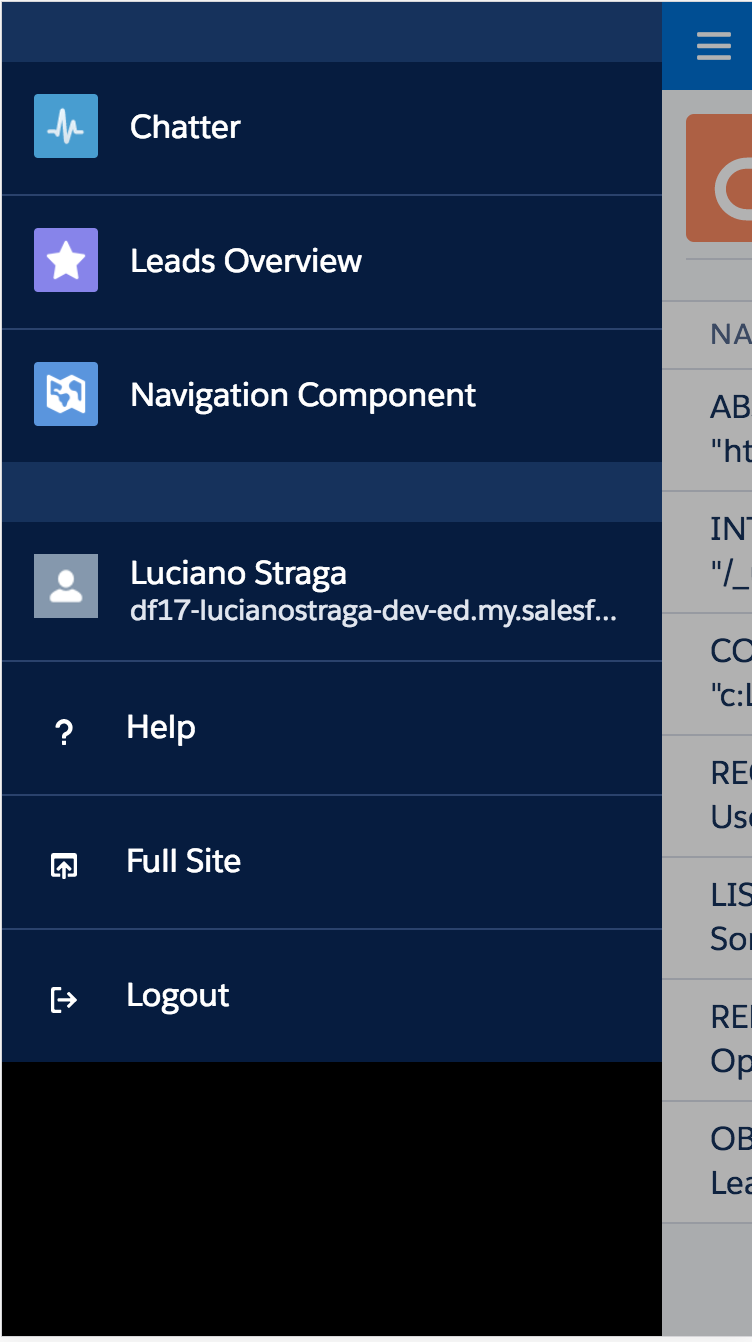 Chatter
Leads Overview
Navigation Component
Luciano Straga
df17-lucianostraga-dev-ed.my.salesf...
?
Help
Full Site
Logout
NA
AB
"ht
INT
"/_
CO
"c:L
REC
Use
LIS
Sor
Op
OB
Lea